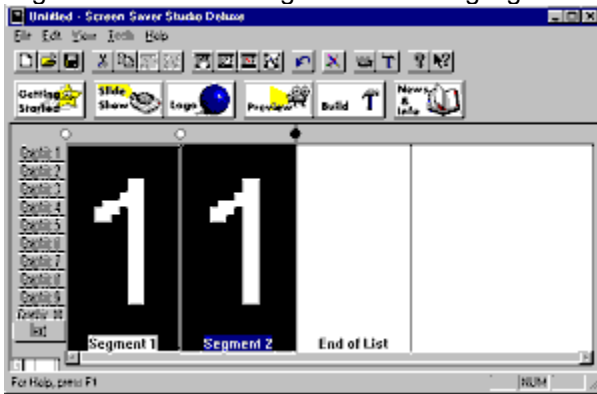 Untitled - Screen Saver Studio Deluxe
File Edit View Tools Help
Getting Started
Slide Show
Logo
Preview
Build
News & Info
Graphic 1
Graphic 2
Graphic 3
Graphic 4
Graphic 5
Graphic 6
Graphic 7
Graphic 8
Graphic 9
Graphic 10
Text
1 1
Segment 1 Segment 2 End of List
For Help, press F1 NUM